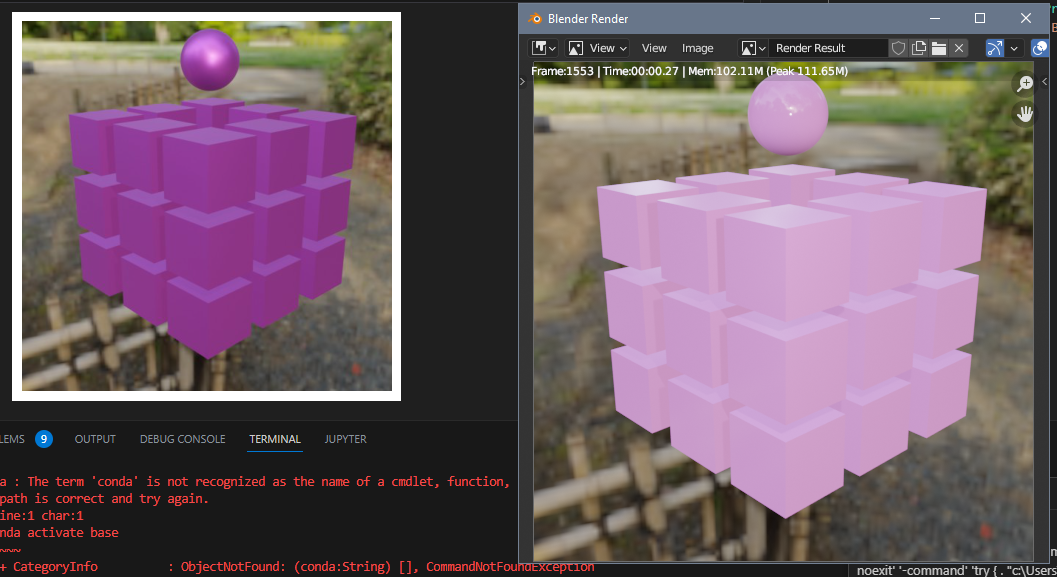 Blender Render
View View Image Render Result
Frame:1553 | Time:00:00.27 | Mem:102.11M (Peak 111.65M)
LEMS 9 OUTPUT DEBUG CONSOLE TERMINAL JUPYTER
a : The term 'conda' is not recognized as the name of a cmdlet, function,
path is correct and try again.
ine:1 char:1
nda activate base
~~~
+ CategoryInfo : ObjectNotFound: (conda:String) [], CommandNotFoundException
noexit' '-command' 'try { . "c:\Users